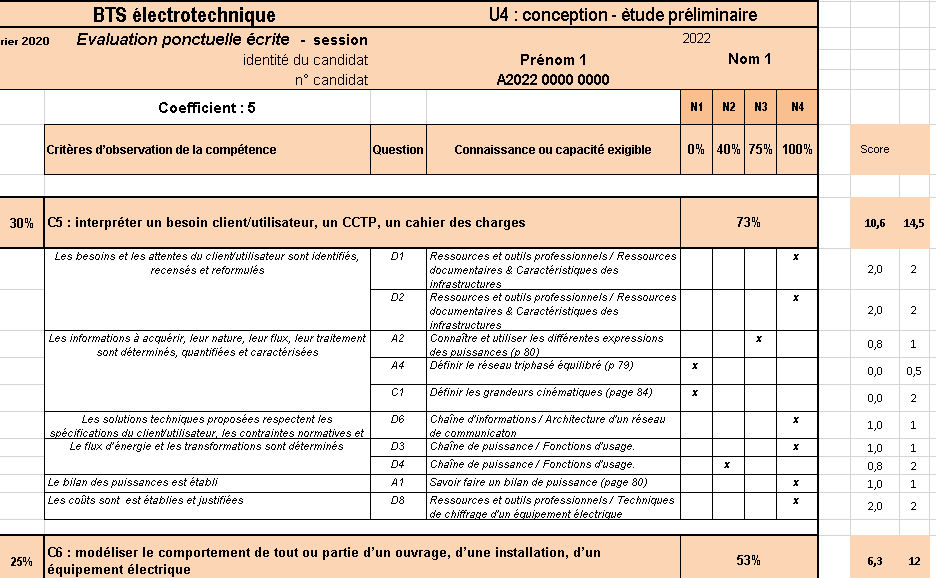 BTS électrotechnique U4 : conception - ètude préliminaire
rier 2020 Evaluation ponctuelle écrite - session 2022
identité du candidat Prénom 1 Nom 1
n° candidat A2022 0000 0000
Coefficient : 5 N1 N2 N3 N4
Critères d'observation de la compétence Question Connaissance ou capacité exigible 0% 40% 75% 100% Score
30% C5 : interpréter un besoin client/utilisateur, un CCTP, un cahier des charges 73% 10,6 14,5
Les besoins et les attentes du client/utilisateur sont identifiés, D1 Ressources et outils professionnels / Ressources x
recensés et reformulés documentaires & Caractéristiques des 2,0 2
infrastructures
D2 Ressources et outils professionnels / Ressources x
documentaires & Caractéristiques des 2,0 2
infrastructures
Les informations à acquérir, leur nature, leur flux, leur traitement A2 Connaître et utiliser les différentes expressions x 0,8 1
sont déterminés, quantifiées et caractérisées des puissances (p 80)
A4 Définir le réseau triphasé équilibré (p 79) x 0,0 0,5
C1 Définir les grandeurs cinématiques (page 84) x 0,0 2
Les solutions techniques proposées respectent les D6 Chaîne d'informations / Architecture d'un réseau x 1,0 1
spécifications du client/utilisateur, les contraintes normatives et de communicaton
Le flux d'énergie et les transformations sont déterminés D3 Chaîne de puissance / Fonctions d'usage. x 1,0 1
D4 Chaîne de puissance / Fonctions d'usage. x 0,8 2
Le bilan des puissances est établi A1 Savoir faire un bilan de puissance (page 80) x 1,0 1
Les coûts sont est établies et justifiées D8 Ressources et outils professionnels / Techniques x 2,0 2
de chiffrage d'un équipement électrique
25% C6 : modéliser le comportement de tout ou partie d'un ouvrage, d'une installation, d'un 53% 6,3 12
équipement électrique